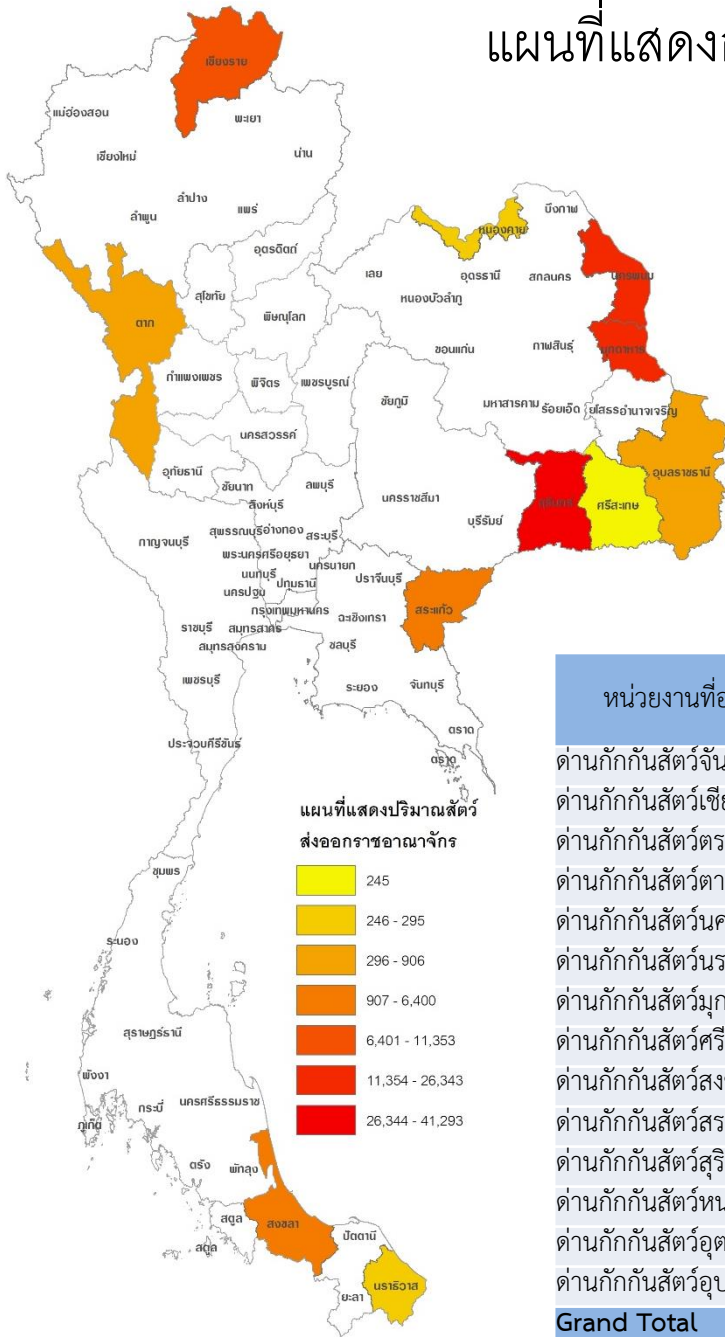 แผนที่แสดง
เชียงราย
แม่ฮ่องสอน
พะเยา
เชียงใหม่
น่าน
ลำปาง
ลำพูน
แพร่
บึงกาฬ
หนองคาย
อุตรดิตถ์
เลย
อุดรธานี
สกลนคร
นครพนม
สุโขทัย
หนองบัวลำภู
ตาก
พิษณุโลก
ขอนแก่น
กาฬสินธุ์
มุกดาหาร
กำแพงเพชร
พิจิตร
เพชรบูรณ์
ชัยภูมิ
มหาสารคาม
ร้อยเอ็ด
ยโสธร
อำนาจเจริญ
นครสวรรค์
อุทัยธานี
ชัยนาท
ลพบุรี
นครราชสีมา
อุบลราชธานี
สิงห์บุรี
บุรีรัมย์
สุรินทร์
ศรีสะเกษ
กาญจนบุรี
สุพรรณบุรี
อ่างทอง
สระบุรี
พระนครศรีอยุธยา
นครนายก
นนทบุรี
ปทุมธานี
ปราจีนบุรี
นครปฐม
กรุงเทพมหานคร
ฉะเชิงเทรา
สระแก้ว
ราชบุรี
สมุทรสาคร
สมุทรสงคราม
ชลบุรี
เพชรบุรี
ระยอง
จันทบุรี
ตราด
ตราด
ประจวบคีรีขันธ์
ชุมพร
ระนอง
สุราษฎร์ธานี
พังงา
กระบี่
นครศรีธรรมราช
ภูเก็ต
ตรัง
พัทลุง
สตูล
สตูล
สงขลา
ปัตตานี
ยะลา
นราธิวาส
แผนที่แสดงปริมาณสัตว์
ส่งออกราชอาณาจักร
245
246 - 295
296 - 906
907 - 6,400
6,401 - 11,353
11,354 - 26,343
26,344 - 41,293
หน่วยงานที่
ด่านกักกันสัตว์จัน
ด่านกักกันสัตว์เชีย
ด่านกักกันสัตว์ตร
ด่านกักกันสัตว์ตา
ด่านกักกันสัตว์นค
ด่านกักกันสัตว์นร
ด่านกักกันสัตว์มุก
ด่านกักกันสัตว์ศรี
ด่านกักกันสัตว์สง
ด่านกักกันสัตว์สร
ด่านกักกันสัตว์สุริ
ด่านกักกันสัตว์หน
ด่านกักกันสัตว์อุต
ด่านกักกันสัตว์อุบ
Grand Total